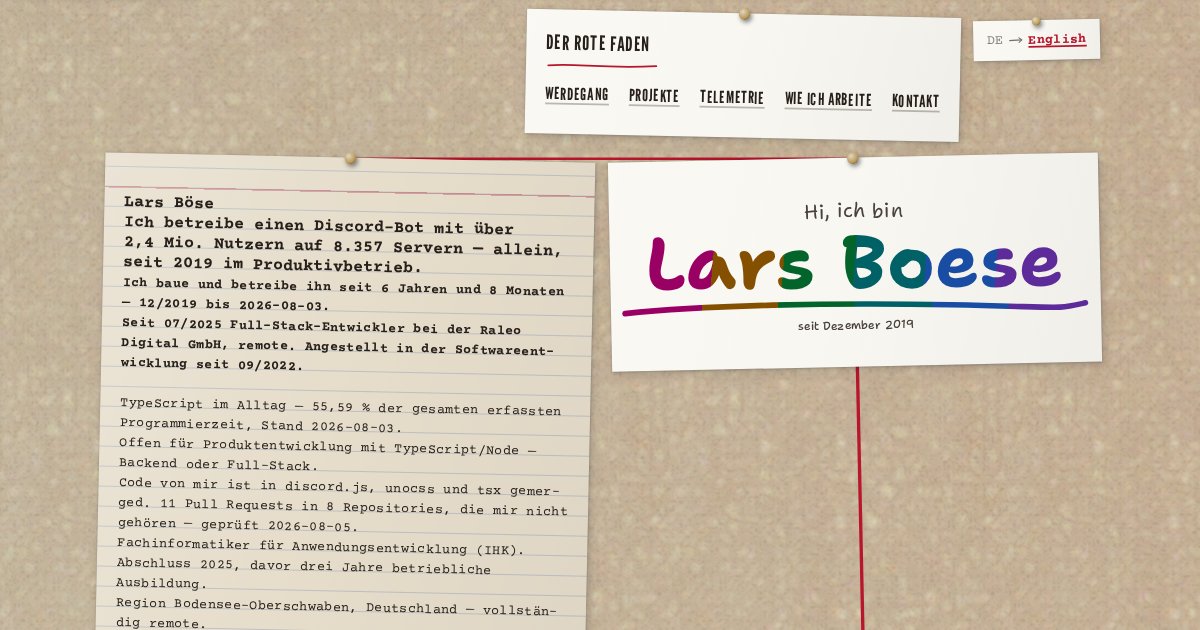 DER ROTE FADEN
WERDEGANG PROJEKTE TELEMETRIE WIE ICH ARBEITE KONTAKT
DE → English
Lars Böse
Ich betreibe einen Discord-Bot mit über
2,4 Mio. Nutzern auf 8.357 Servern — allein,
seit 2019 im Produktivbetrieb.
Ich baue und betreibe ihn seit 6 Jahren und 8 Monaten
— 12/2019 bis 2026-08-03.
Seit 07/2025 Full-Stack-Entwickler bei der Raleo
Digital GmbH, remote. Angestellt in der Softwareent-
wicklung seit 09/2022.
TypeScript im Alltag — 55,59 % der gesamten erfassten
Programmierzeit, Stand 2026-08-03.
Offen für Produktentwicklung mit TypeScript/Node —
Backend oder Full-Stack.
Code von mir ist in discord.js, unocss und tsx gemer-
ged. 11 Pull Requests in 8 Repositories, die mir nicht
gehören — geprüft 2026-08-05.
Fachinformatiker für Anwendungsentwicklung (IHK).
Abschluss 2025, davor drei Jahre betriebliche
Ausbildung.
Region Bodensee-Oberschwaben, Deutschland — vollstän-
dig remote.
Hi, ich bin
Lars Boese
seit Dezember 2019